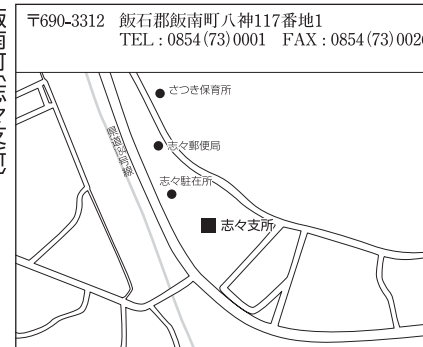 〒690-3312 飯石郡飯南町八神117番地1
TEL : 0854(73)0001 FAX : 0854(73)002
さつき保育所
志々郵便局
志々駐在所
志々支所